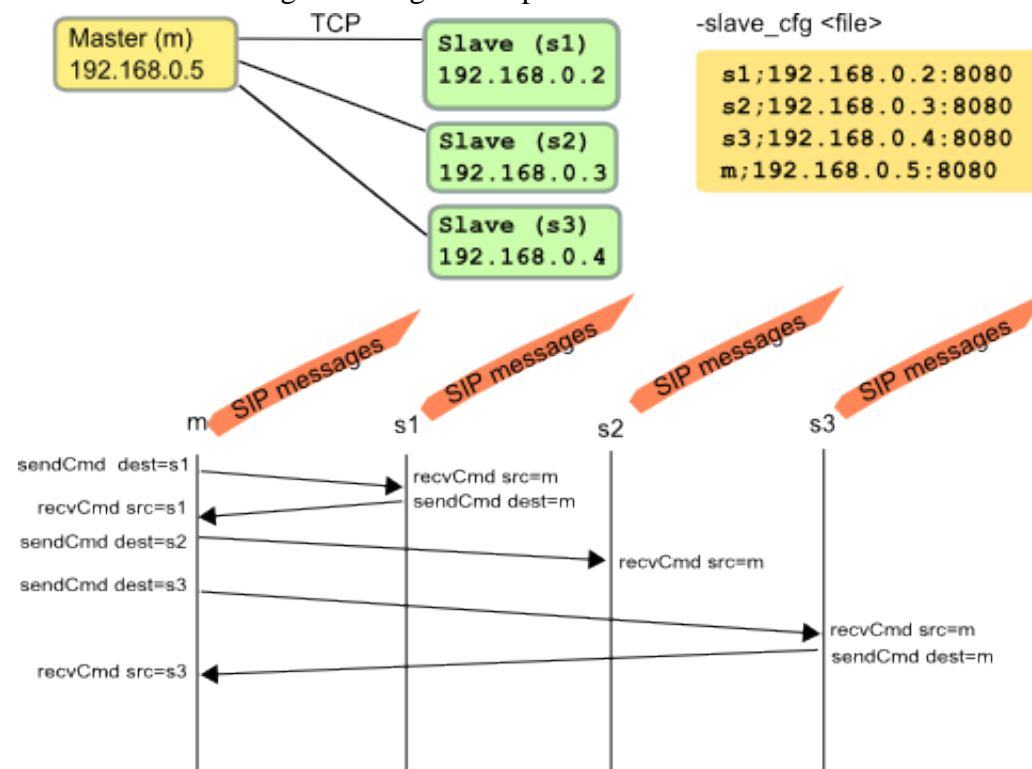 TCP
-slave_cfg <file>
Master (m)
192.168.0.5
Slave (s1)
192.168.0.2
Slave (s2)
192.168.0.3
Slave (s3)
192.168.0.4
s1;192.168.0.2:8080
s2;192.168.0.3:8080
s3;192.168.0.4:8080
m;192.168.0.5:8080
SIP messages
SIP messages
SIP messages
SIP messages
m
s1
s2
s3
sendCmd dest=s1
recvCmd src=m
sendCmd dest=m
recvCmd src=s1
sendCmd dest=s2
recvCmd src=m
sendCmd dest=s3
recvCmd src=m
sendCmd dest=m
recvCmd src=s3